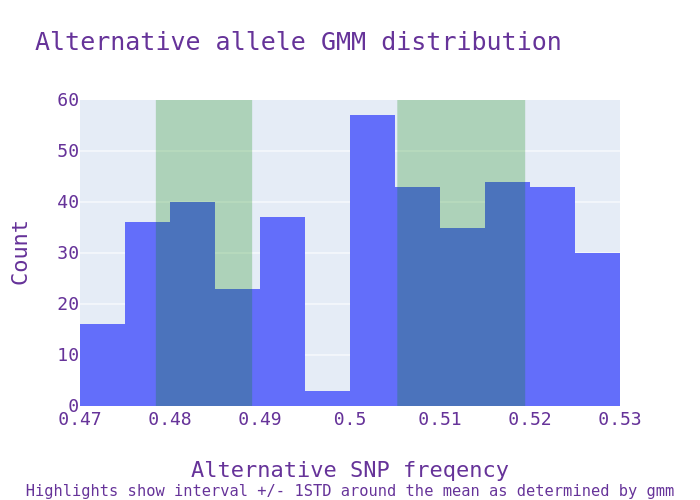 Alternative allele GMM distribution
60
50
40
30
20
10
0
Count
0.47 0.48 0.49 0.5 0.51 0.52 0.53
Alternative SNP freqency
Highlights show interval +/- 1STD around the mean as determined by gmm